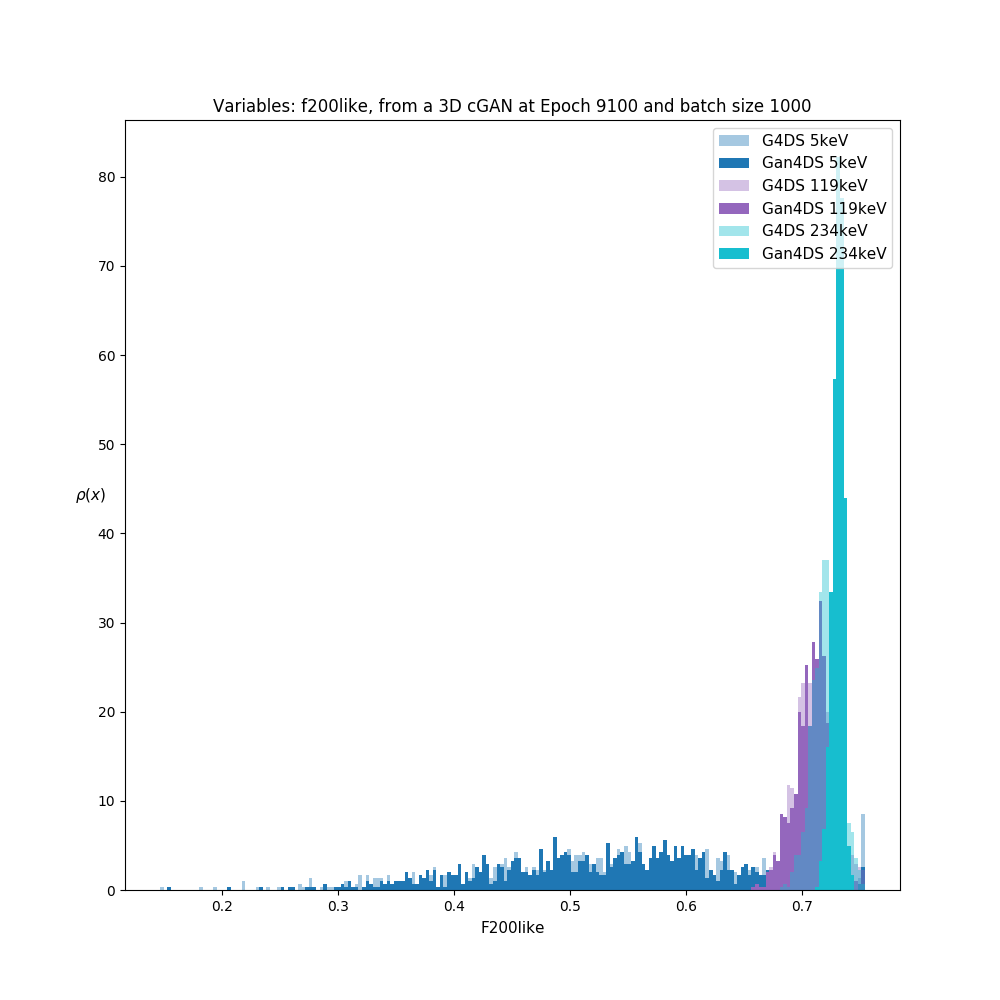 Variables: f200like, from a 3D cGAN at Epoch 9100 and batch size 1000
G4DS 5keV
Gan4DS 5keV
G4DS 119keV
Gan4DS 119keV
G4DS 234keV
Gan4DS 234keV
80
70
60
50
ρ(x)
40
30
20
10
0
0.2 0.3 0.4 0.5 0.6 0.7
F200like